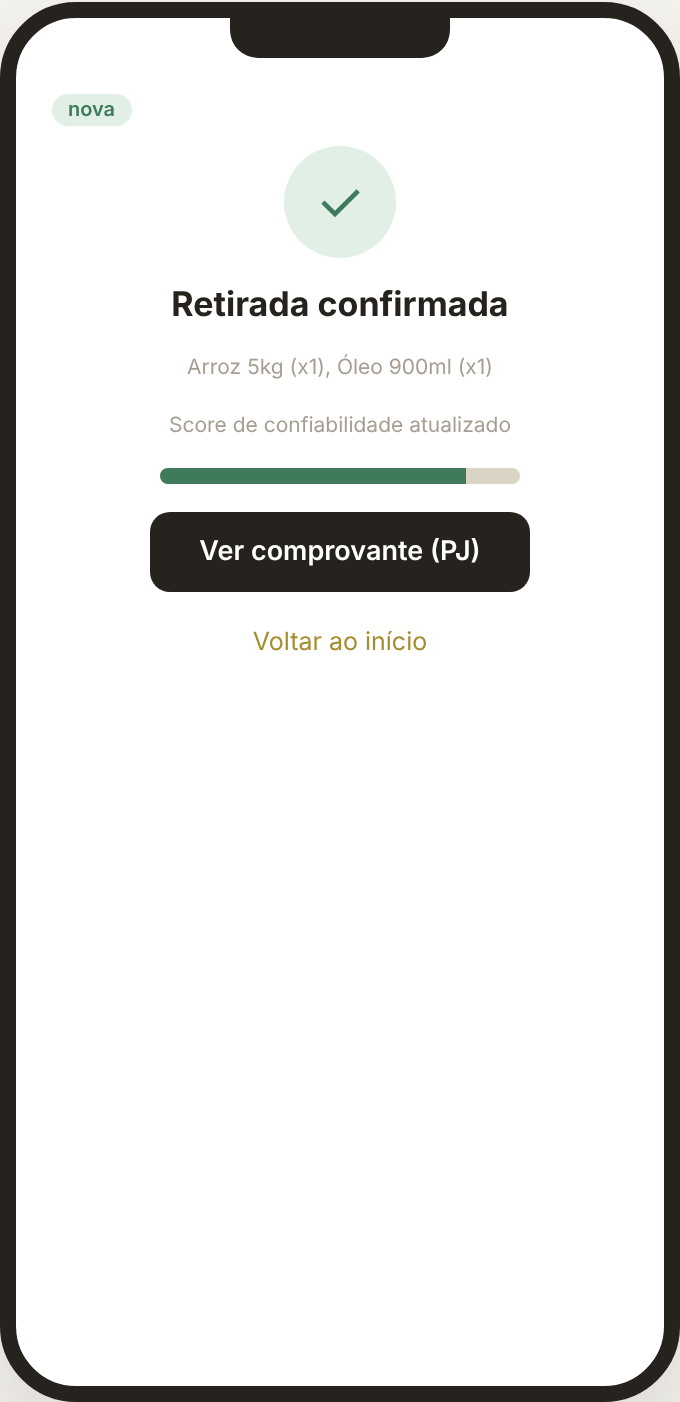 nova
Retirada confirmada
Arroz 5kg (x1), Óleo 900ml (x1)
Score de confiabilidade atualizado
Ver comprovante (PJ)
Voltar ao início